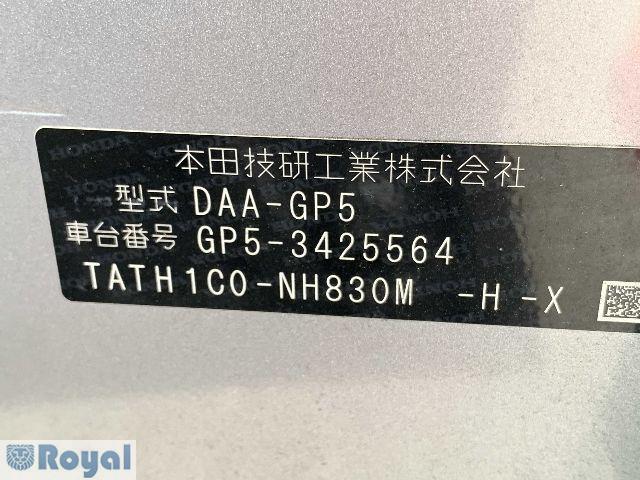 本田技研工業株式会社
型式 DAA-GP5
車台番号 GP5-3425564
TATH1C0-NH830M -H -X
Royal